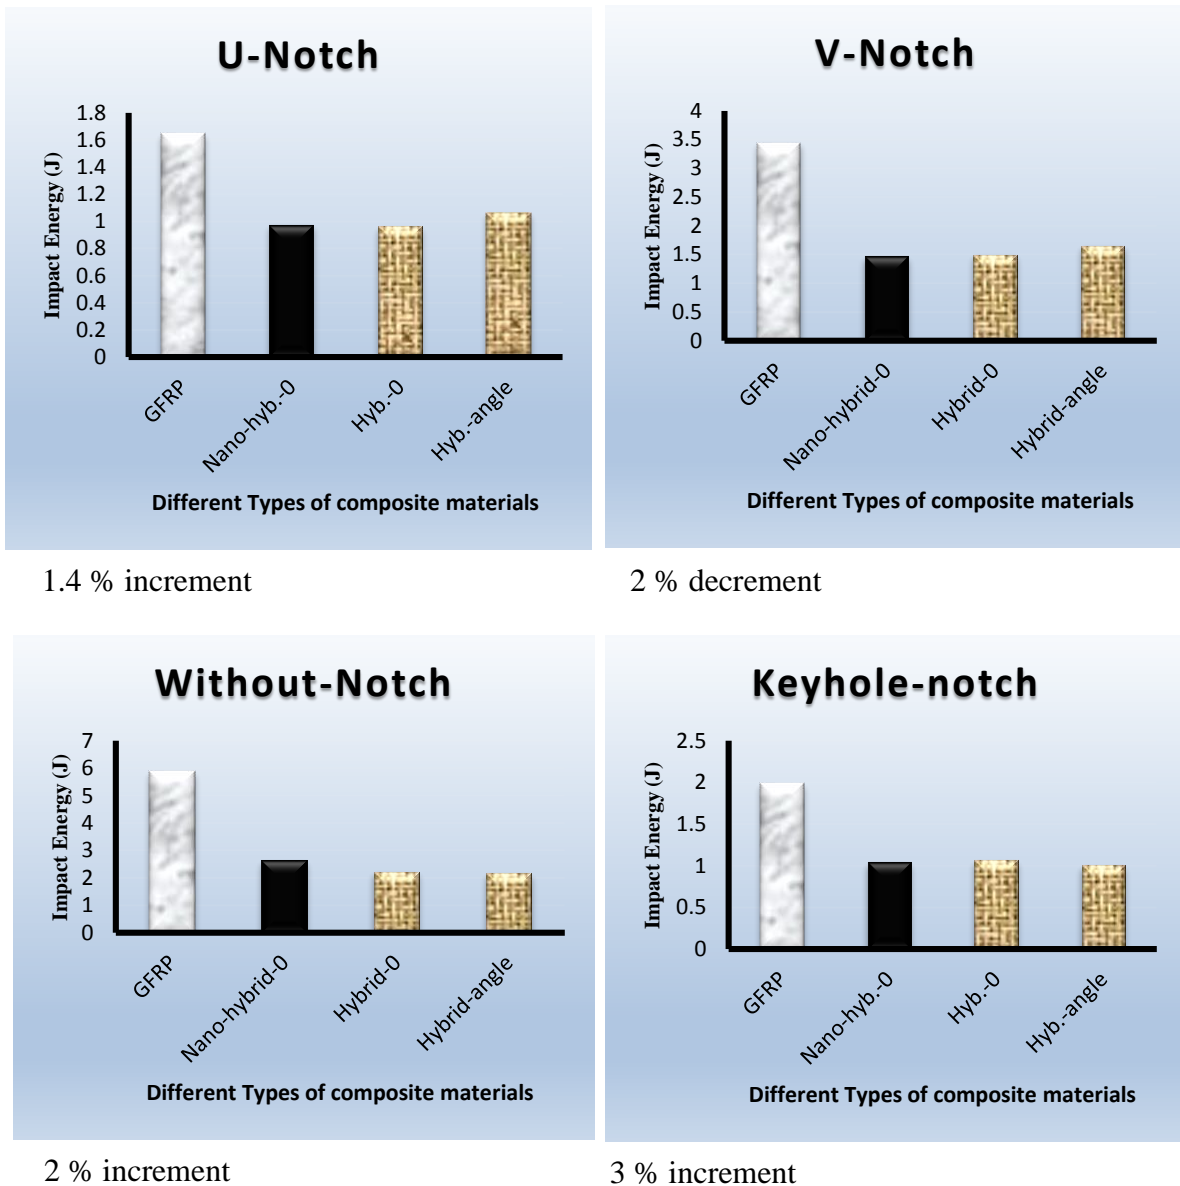 U-Notch
Impact Energy (J)
1.8
1.6
1.4
1.2
1
0.8
0.6
0.4
0.2
0
GFRP
Nano-hyb.-0
Hyb.-0
Hyb.-angle
Different Types of composite materials
1.4 % increment
V-Notch
Impact Energy (J)
4
3.5
3
2.5
2
1.5
1
0.5
0
GFRP
Nano-hybrid-0
Hybrid-0
Hybrid-angle
Different Types of composite materials
2 % decrement
Without-Notch
Impact Energy (J)
7
6
5
4
3
2
1
0
GFRP
Nano-hybrid-0
Hybrid-0
Hybrid-angle
Different Types of composite materials
2 % increment
Keyhole-notch
Impact Energy (J)
2.5
2
1.5
1
0.5
0
GFRP
Nano-hyb.-0
Hyb.-0
Hyb.-angle
Different Types of composite materials
3 % increment